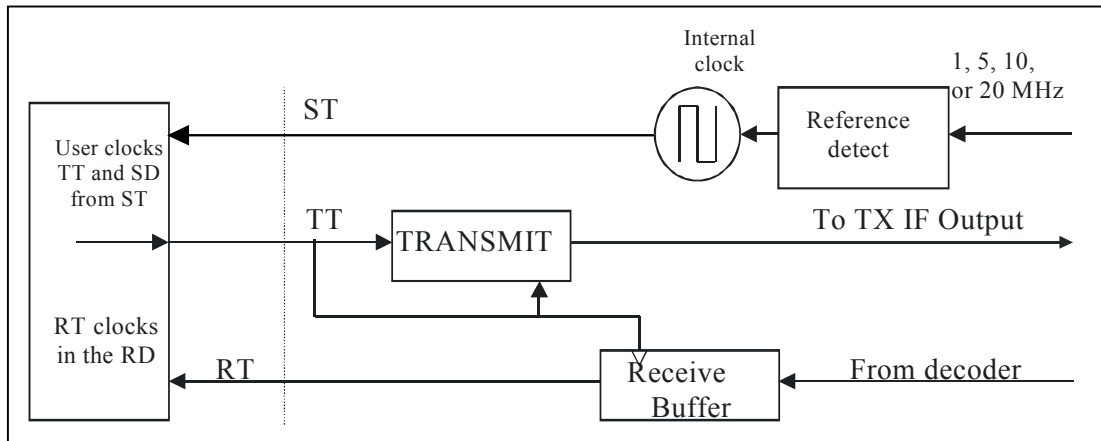 Internal
clock
1, 5, 10,
or 20 MHz
ST
Reference
detect
User clocks
TT and SD
from ST
TT
TRANSMIT
To TX IF Output
RT clocks
in the RD
RT
Receive
Buffer
From decoder